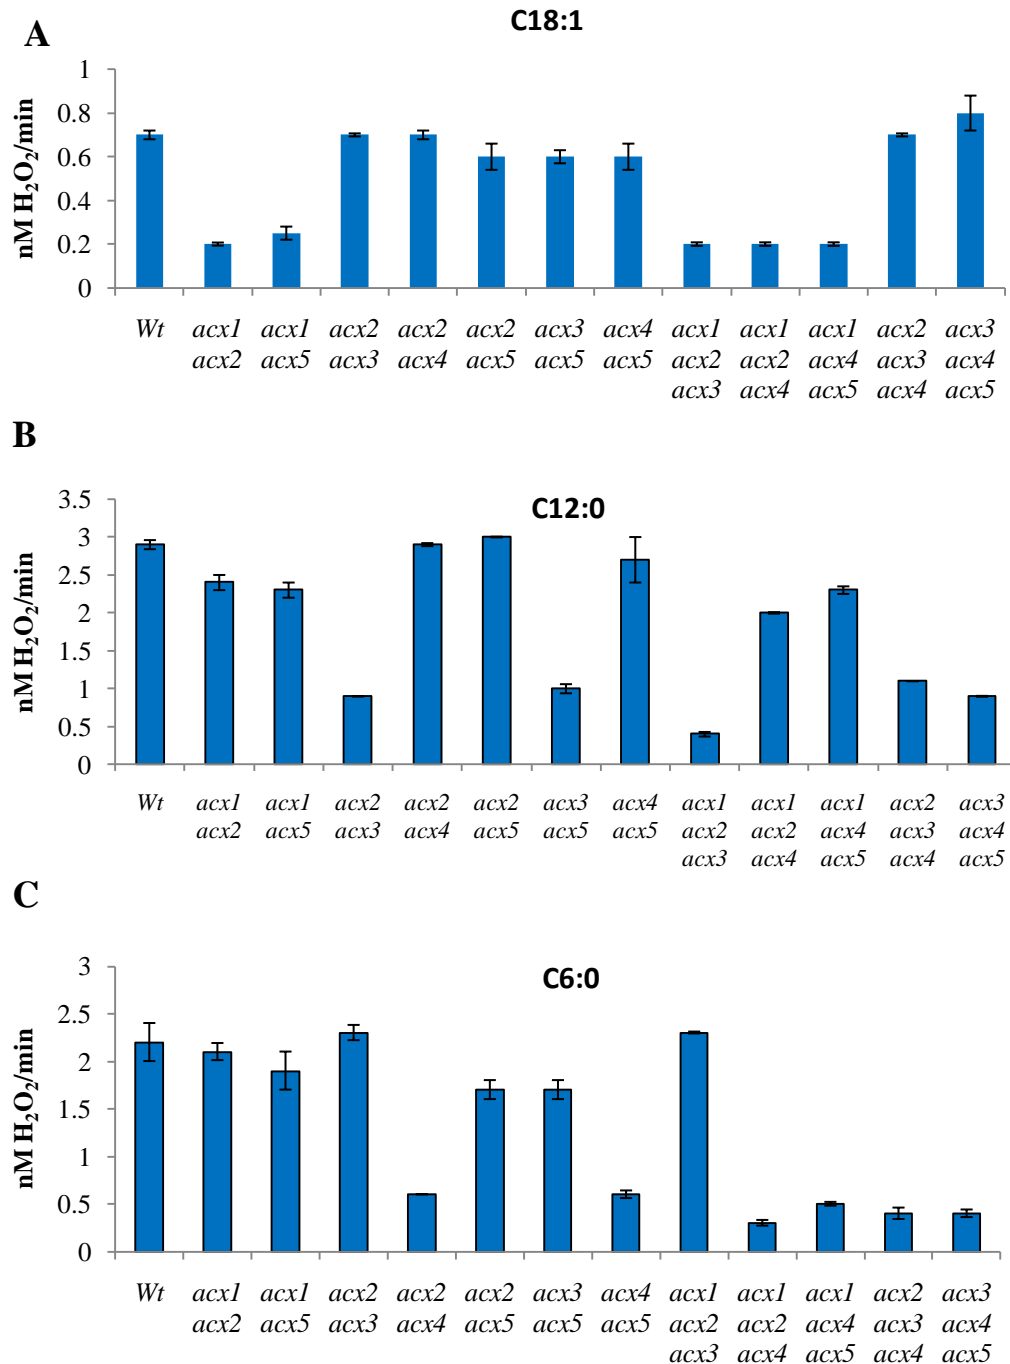 A
C18:1
nM H₂O₂/min
1
0.8
0.6
0.4
0.2
0
Wt acx1 acx1 acx2 acx2 acx2 acx3 acx4 acx1 acx1 acx1 acx2 acx3
acx2 acx5 acx3 acx4 acx5 acx5 acx5 acx2 acx2 acx4 acx3 acx4
acx3 acx4 acx5 acx4 acx5
B
C12:0
nM H₂O₂/min
3.5
3
2.5
2
1.5
1
0.5
0
Wt acx1 acx1 acx2 acx2 acx2 acx3 acx4 acx1 acx1 acx1 acx2 acx3
acx2 acx5 acx3 acx4 acx5 acx5 acx5 acx2 acx2 acx4 acx3 acx4
acx3 acx4 acx5 acx4 acx5
C
C6:0
nM H₂O₂/min
3
2.5
2
1.5
1
0.5
0
Wt acx1 acx1 acx2 acx2 acx2 acx3 acx4 acx1 acx1 acx1 acx2 acx3
acx2 acx5 acx3 acx4 acx5 acx5 acx5 acx2 acx2 acx4 acx3 acx4
acx3 acx4 acx5 acx4 acx5